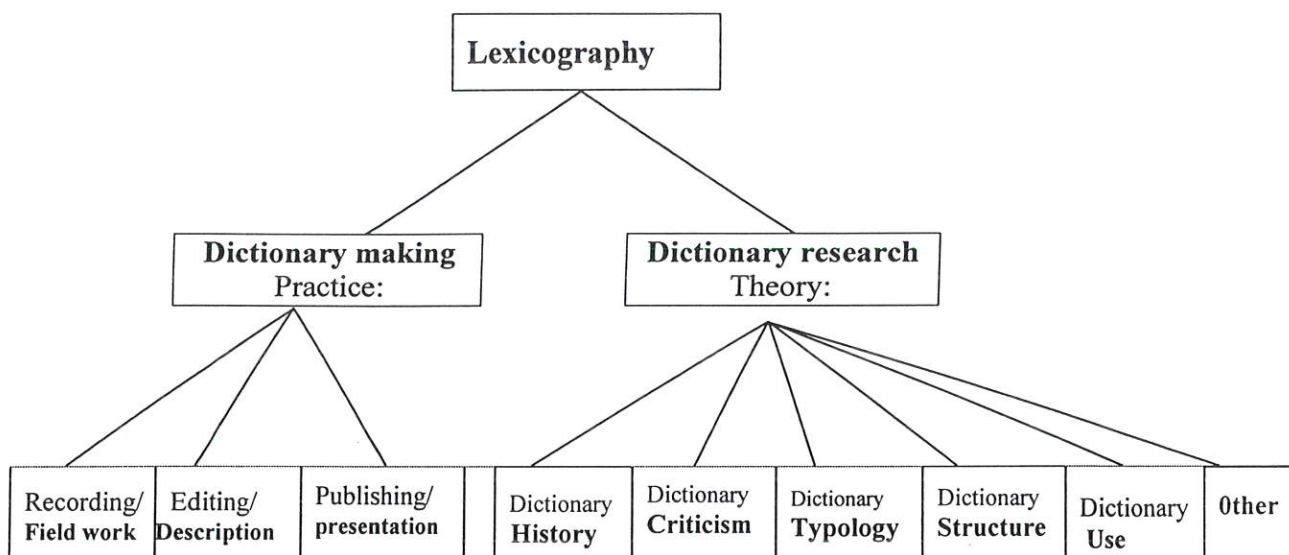 Lexicography
Dictionary making
Practice:
Dictionary research
Theory:
Recording/
Field work
Editing/
Description
Publishing/
presentation
Dictionary
History
Dictionary
Criticism
Dictionary
Typology
Dictionary
Structure
Dictionary
Use
0ther